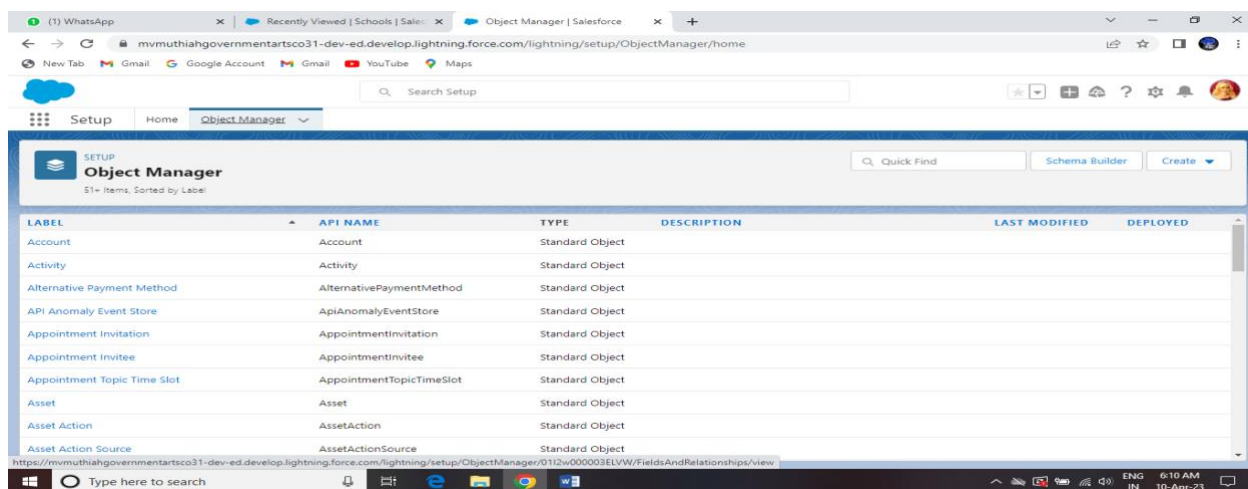 (1) WhatsApp
Recently Viewed | Schools | Sales
Object Manager | Salesforce
mvmuthiahgovernmentartsco31-dev-ed.develop.lightning.force.com/lightning/setup/ObjectManager/home
New Tab Gmail Google Account Gmail YouTube Maps
Search Setup
Setup Home Object Manager
SETUP
Object Manager
51+ Items, Sorted by Label
Quick Find Schema Builder Create
LABEL API NAME TYPE DESCRIPTION LAST MODIFIED DEPLOYED
Account Account Standard Object
Activity Activity Standard Object
Alternative Payment Method AlternativePaymentMethod Standard Object
API Anomaly Event Store ApiAnomalyEventStore Standard Object
Appointment Invitation AppointmentInvitation Standard Object
Appointment Invitee AppointmentInvitee Standard Object
Appointment Topic Time Slot AppointmentTopicTimeSlot Standard Object
Asset Asset Standard Object
Asset Action AssetAction Standard Object
Asset Action Source AssetActionSource Standard Object
https://mvmuthiahgovernmentartsco31-dev-ed.develop.lightning.force.com/lightning/setup/ObjectManager/01I2w000003ELVW/FieldsAndRelationships/view
Type here to search
ENG 6:10 AM
IN 10-Apr-23